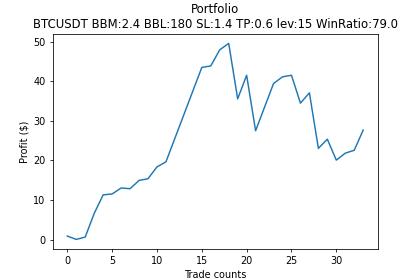 Portfolio
BTCUSDT BBM:2.4 BBL:180 SL:1.4 TP:0.6 lev:15 WinRatio:79.0
50
40
30
20
10
0
Profit ($)
0 5 10 15 20 25 30
Trade counts